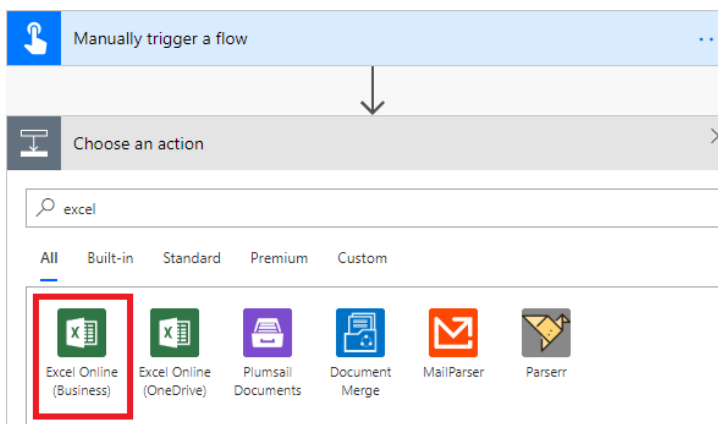 Manually trigger a flow
Choose an action
excel
All Built-in Standard Premium Custom
Excel Online Excel Online Plumsail Document MailParser Parserr
(Business) (OneDrive) Documents Merge